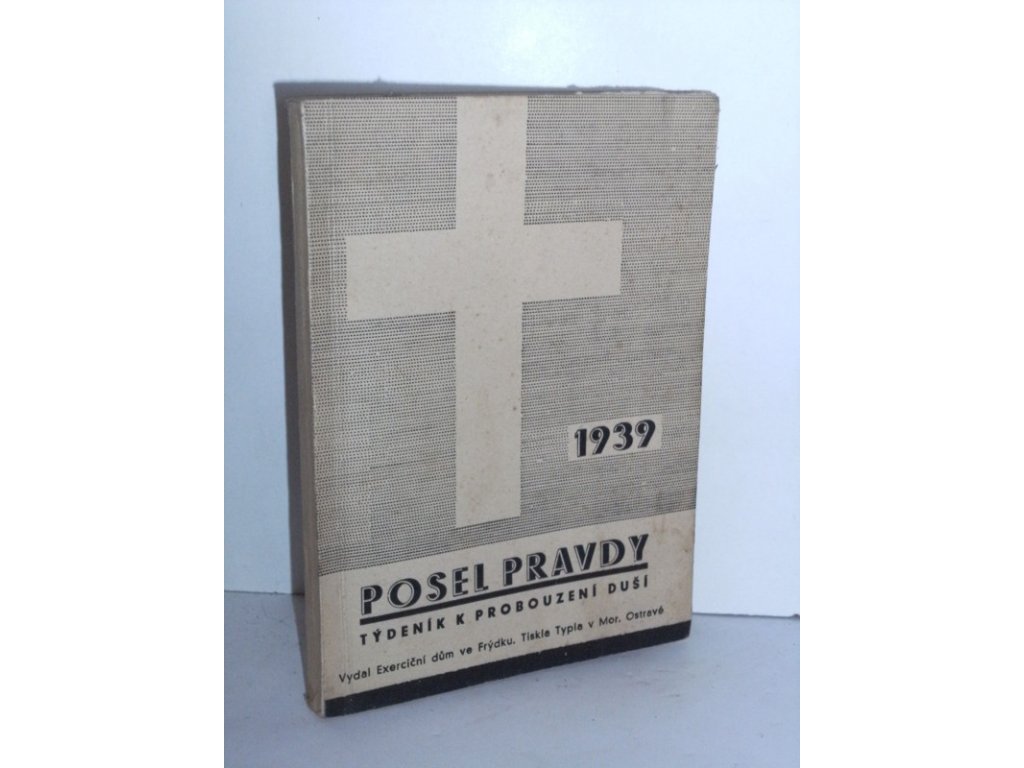 1939
POSEL PRAVDY
TÝDENÍK K PROBOUZENÍ DUŠÍ
Vydal Exerciční dům ve Frýdku. Tiskla Typia v Mor. Ostravě